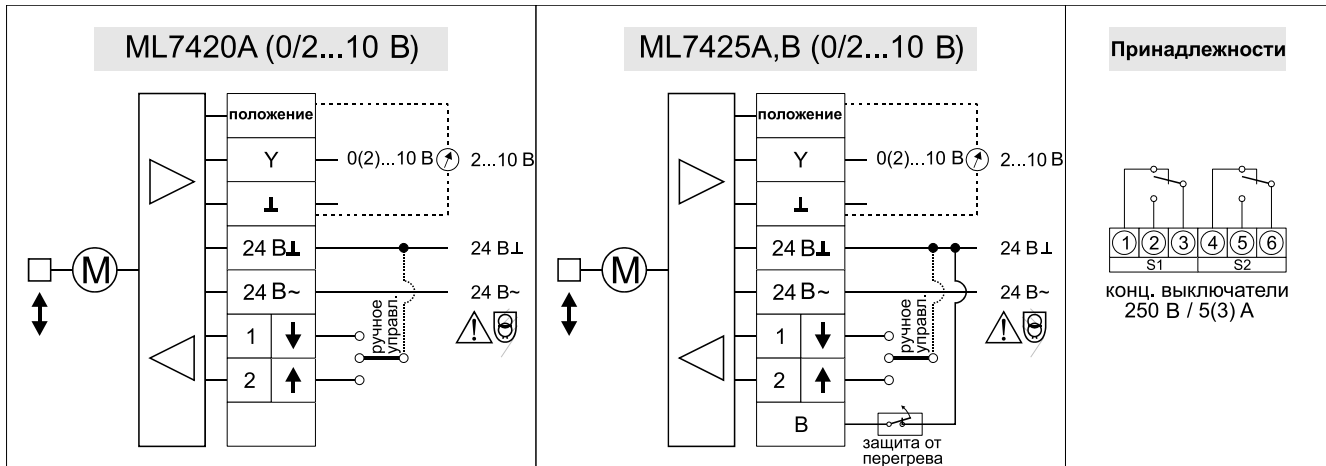 ML7420A (0/2...10 В)
положение
Y
0(2)...10 В
2...10 В
⊥
24 В⊥
24 В⊥
24 В~
24 В~
M
1
2
ручное
управл.
ML7425A,B (0/2...10 В)
положение
Y
0(2)...10 В
2...10 В
⊥
24 В⊥
24 В⊥
24 В~
24 В~
M
1
2
B
ручное
управл.
защита от
перегрева
Принадлежности
1 2 3 4 5 6
S1 S2
конц. выключатели
250 В / 5(3) А